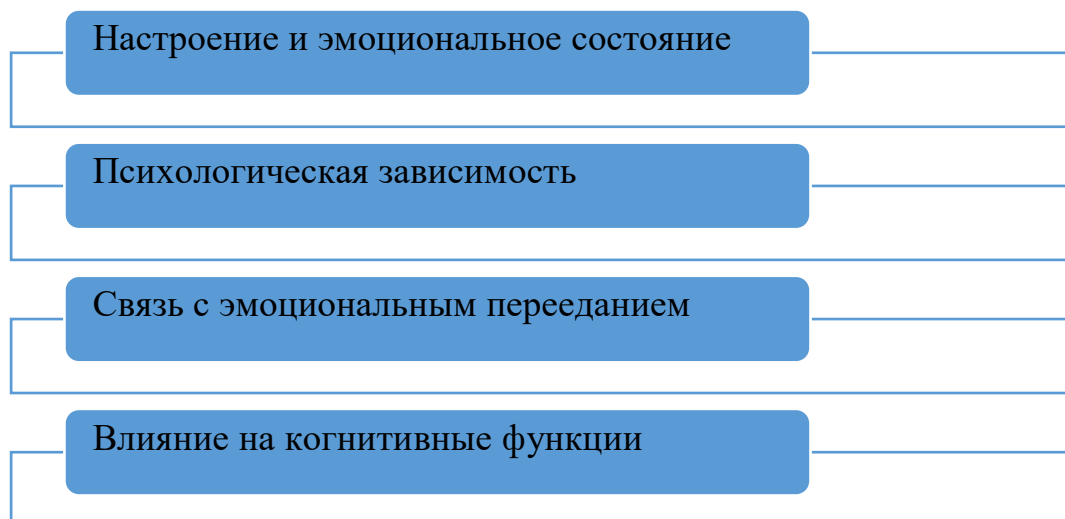 Настроение и эмоциональное состояние
Психологическая зависимость
Связь с эмоциональным перееданием
Влияние на когнитивные функции